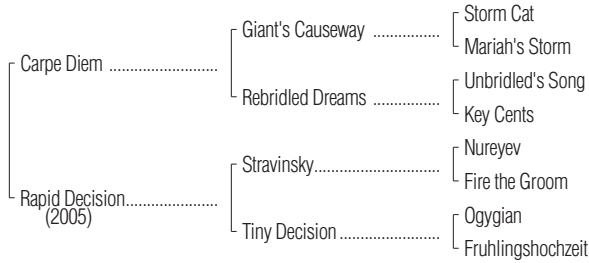 Storm Cat
Giant's Causeway ................
Mariah's Storm
Carpe Diem ..........................
Unbridled's Song
Rebridled Dreams ................
Key Cents
Nureyev
Stravinsky..............................
Fire the Groom
Rapid Decision......................
(2005)
Ogygian
Tiny Decision ........................
Fruhlingshochzeit